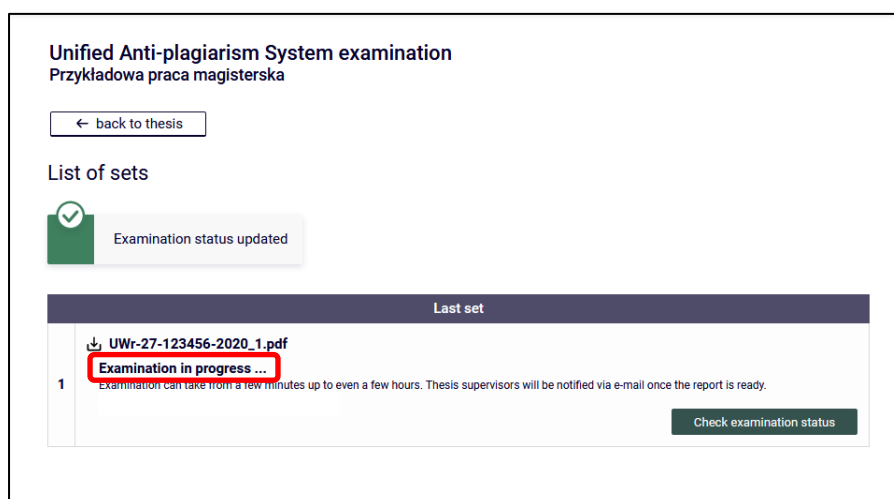 Unified Anti-plagiarism System examination
Przykładowa praca magisterska
← back to thesis
List of sets
Examination status updated
Last set
UWr-27-123456-2020_1.pdf
Examination in progress ...
1
Examination can take from a few minutes up to even a few hours. Thesis supervisors will be notified via e-mail once the report is ready.
Check examination status